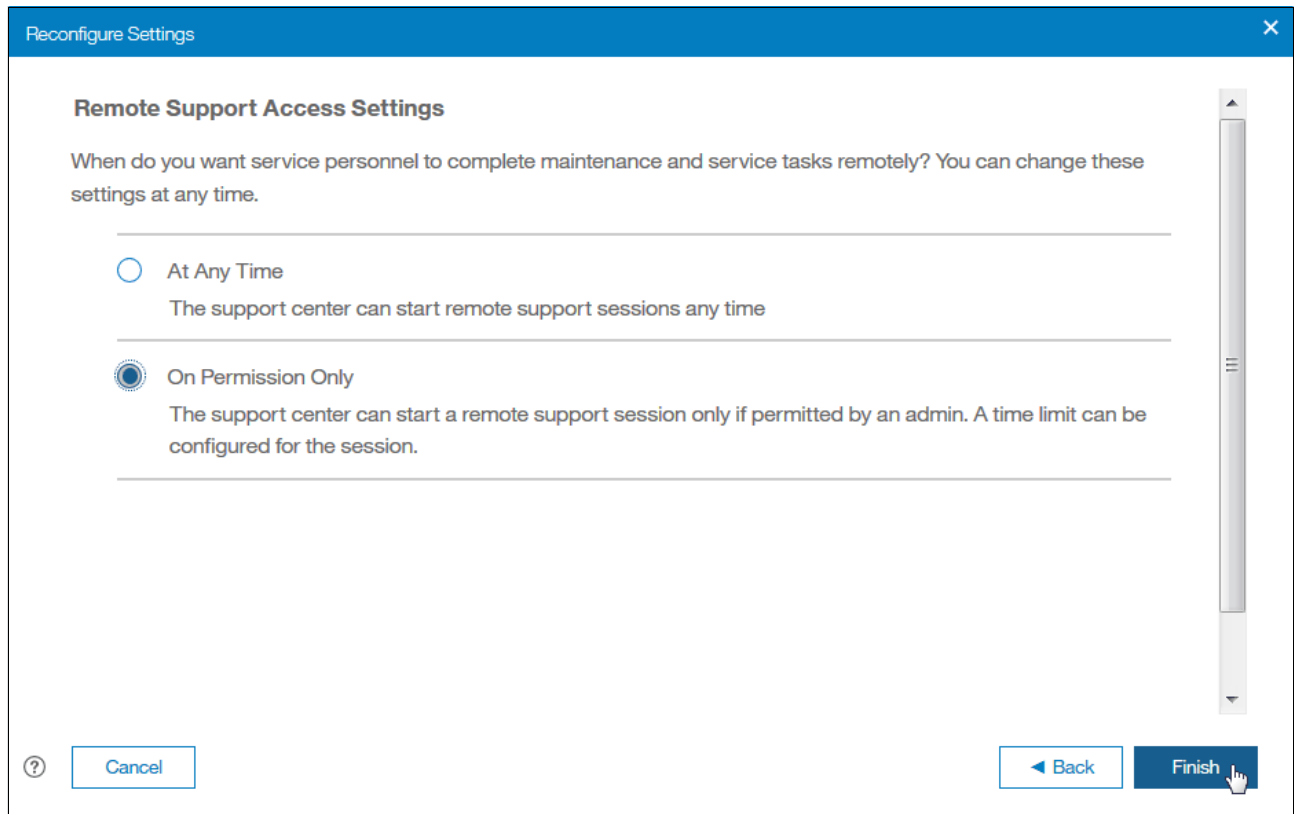 Reconfigure Settings
Remote Support Access Settings
When do you want service personnel to complete maintenance and service tasks remotely? You can change these
settings at any time.
At Any Time
The support center can start remote support sessions any time
On Permission Only
The support center can start a remote support session only if permitted by an admin. A time limit can be
configured for the session.
? Cancel ◄ Back Finish